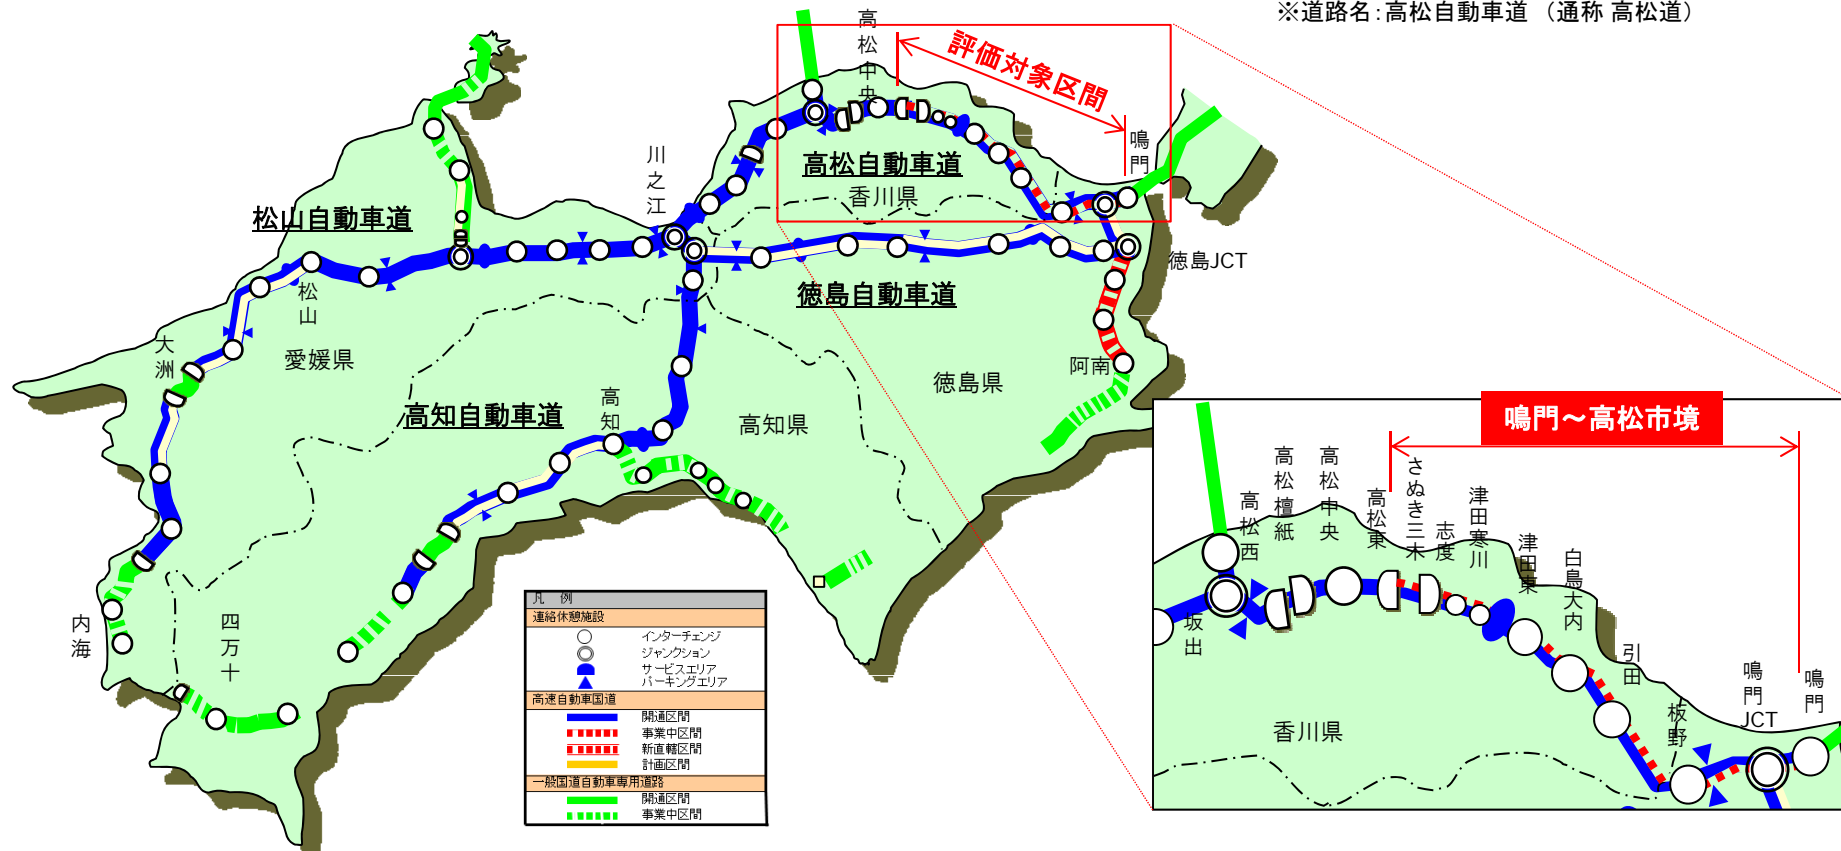 ※道路名：高松自動車道 （通称 高松道）
高松中央
評価対象区間
鳴門
川之江
高松自動車道
香川県
松山自動車道
徳島JCT
松山
徳島自動車道
大洲
愛媛県
阿南
徳島県
高知
高知自動車道
高知県
鳴門～高松市境
さぬき三木
高松中央
高松檀紙
高松西
高松東
津田寒川
志度
津田東
白鳥大内
坂出
引田
鳴門JCT
鳴門
板野
香川県
内海
四万十
凡 例
連絡休憩施設
インターチェンジ
ジャンクション
サービスエリア
パーキングエリア
高速自動車国道
開通区間
事業中区間
新直轄区間
計画区間
一般国道自動車専用道路
開通区間
事業中区間